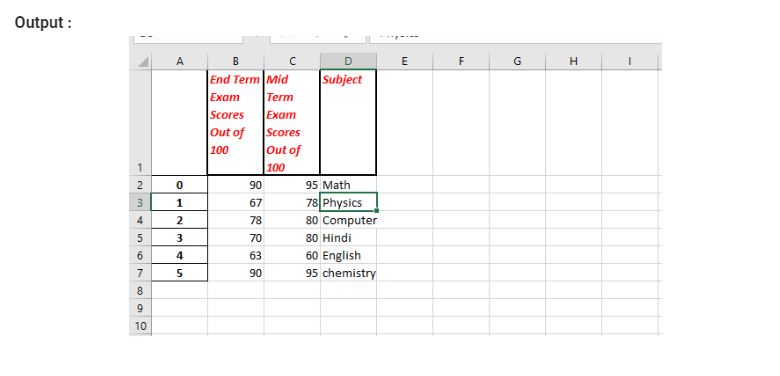 Output :
A B C D E F G H I
End Term Mid Subject
Exam Term
Scores Exam
Out of Scores
100 Out of
1 100
2 0 90 95 Math
3 1 67 78 Physics
4 2 78 80 Computer
5 3 70 80 Hindi
6 4 63 60 English
7 5 90 95 chemistry
8
9
10